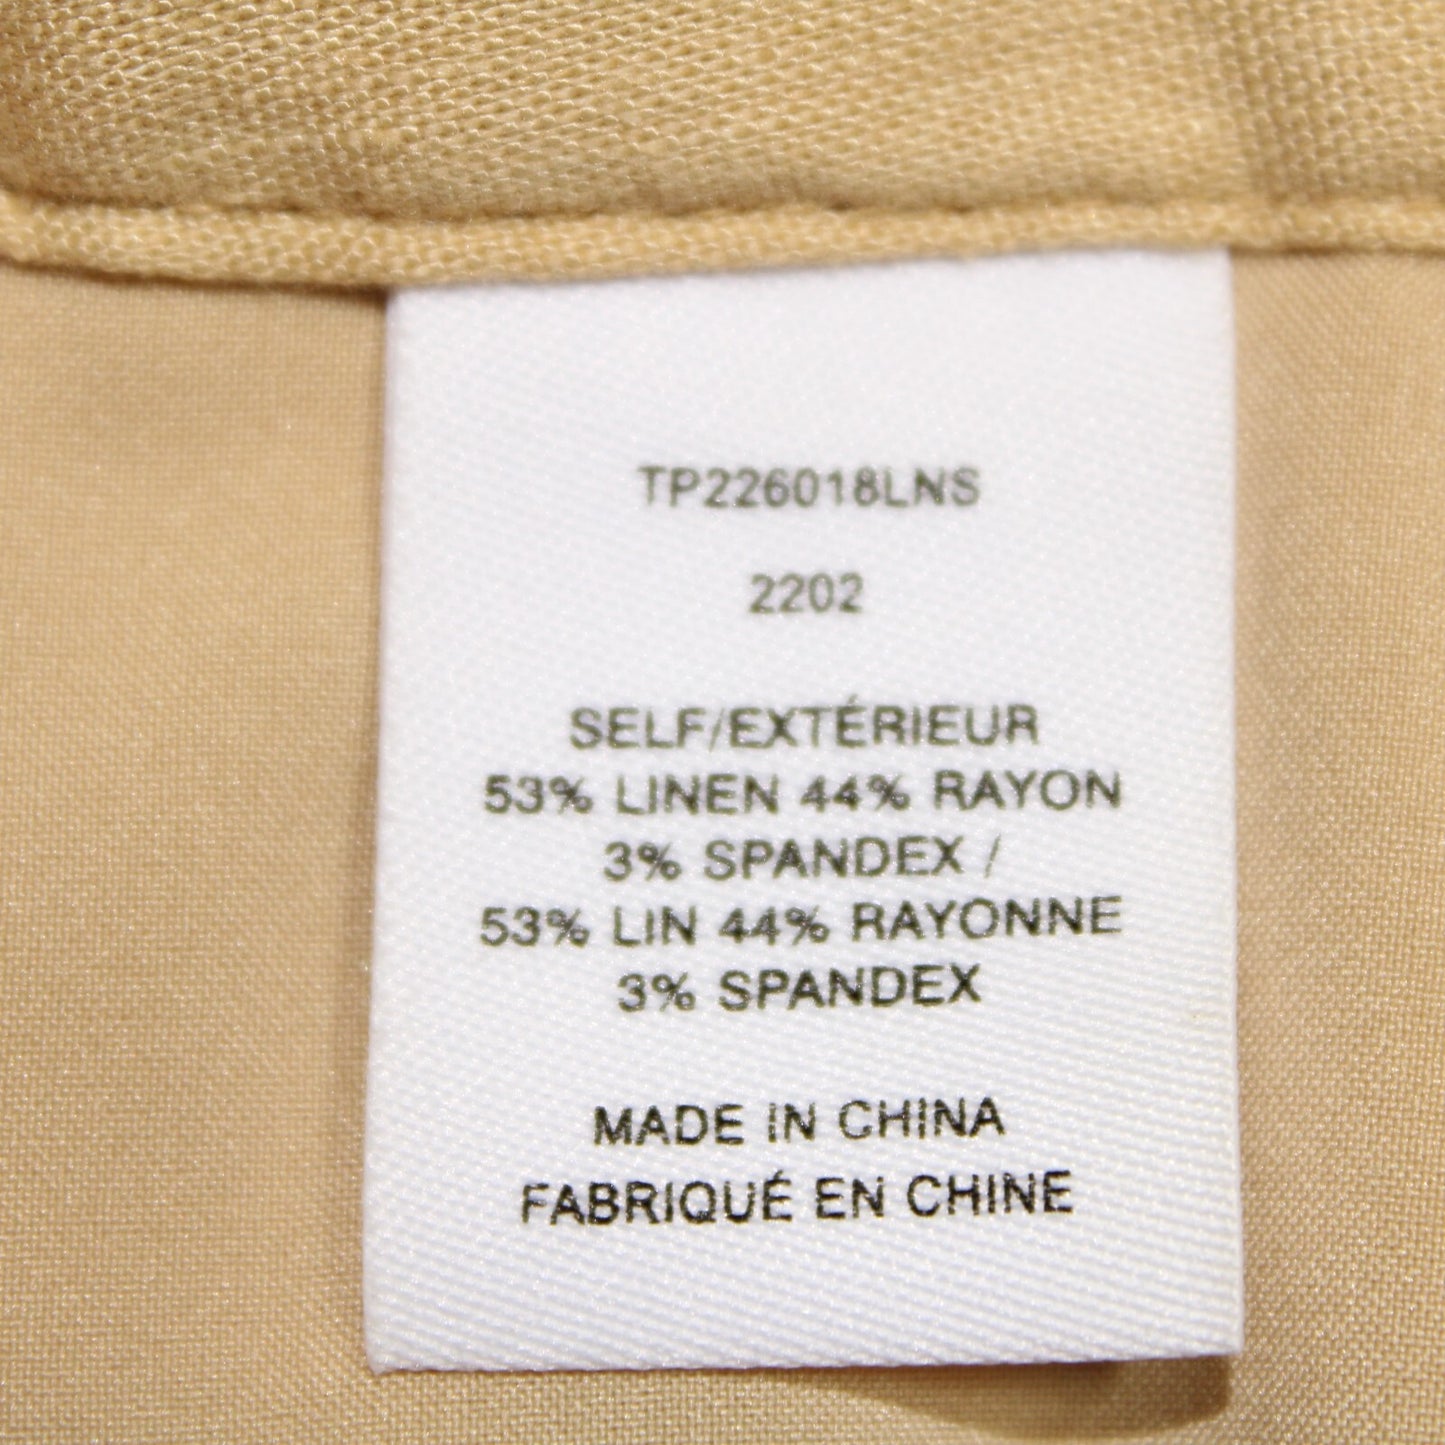 TP226018LNS
2202
SELF/EXTÉRIEUR
53% LINEN 44% RAYON
3% SPANDEX /
53% LIN 44% RAYONNE
3% SPANDEX
MADE IN CHINA
FABRIQUÉ EN CHINE